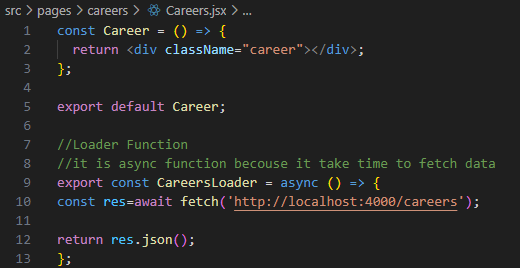 src > pages > careers > Careers.jsx > ...
1 const Career = () => {
2 return <div className="career"></div>;
3 };
4
5 export default Career;
6
7 //Loader Function
8 //it is async function becouse it take time to fetch data
9 export const CareersLoader = async () => {
10 const res=await fetch('http://localhost:4000/careers');
11
12 return res.json();
13 };